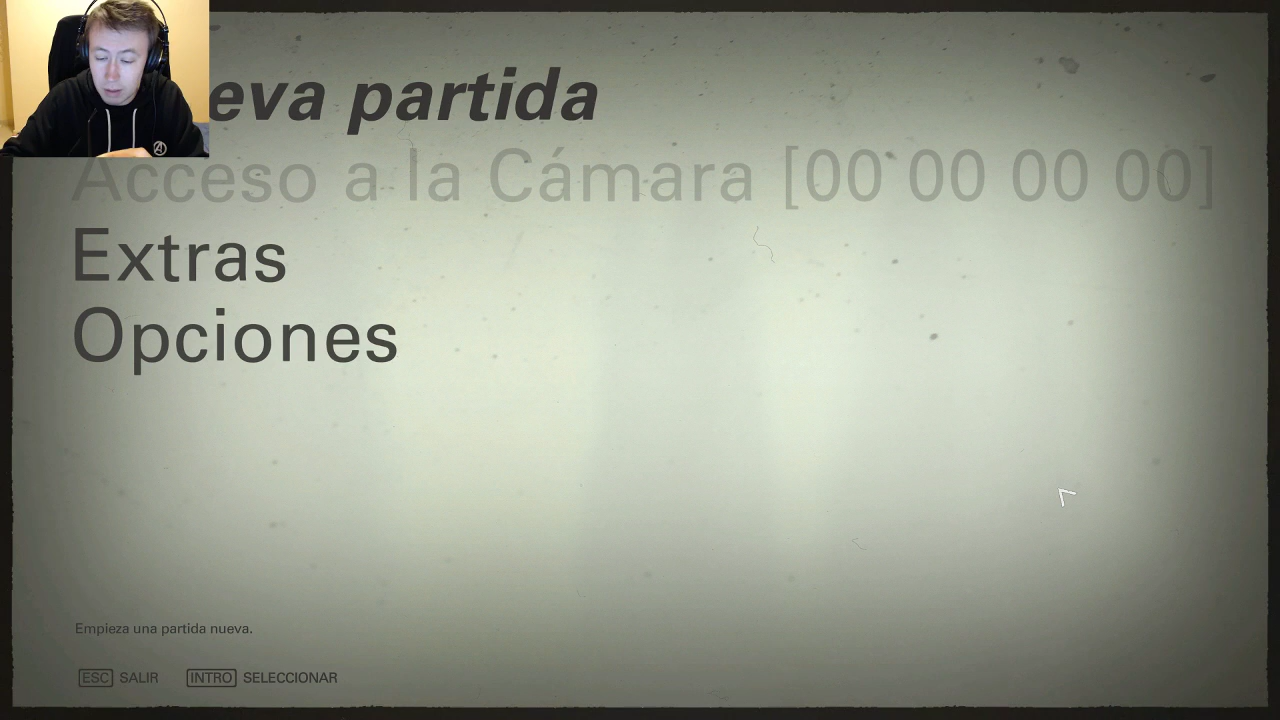 eva partida
Acceso a la Cámara [00 00 00 00]
Extras
Opciones
Empieza una partida nueva.
ESC SALIR INTRO SELECCIONAR